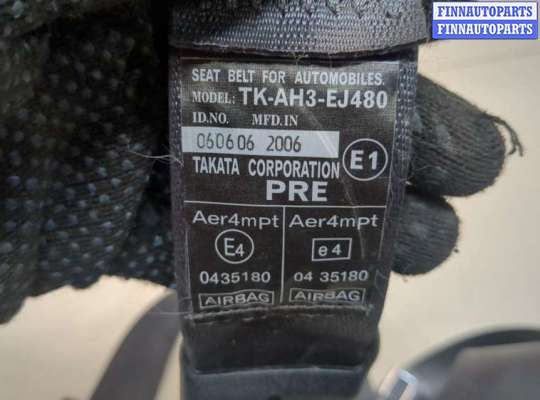 FINNAUTOPARTS
FINNAUTOPARTS
SEAT BELT FOR AUTOMOBILES.
MODEL: TK-AH3-EJ480
ID.NO. MFD.IN
060606 2006
TAKATA CORPORATION E1
PRE
Aer4mpt Aer4mpt
E4 e4
0435180 04 35180
AIRBAG AIRBAG